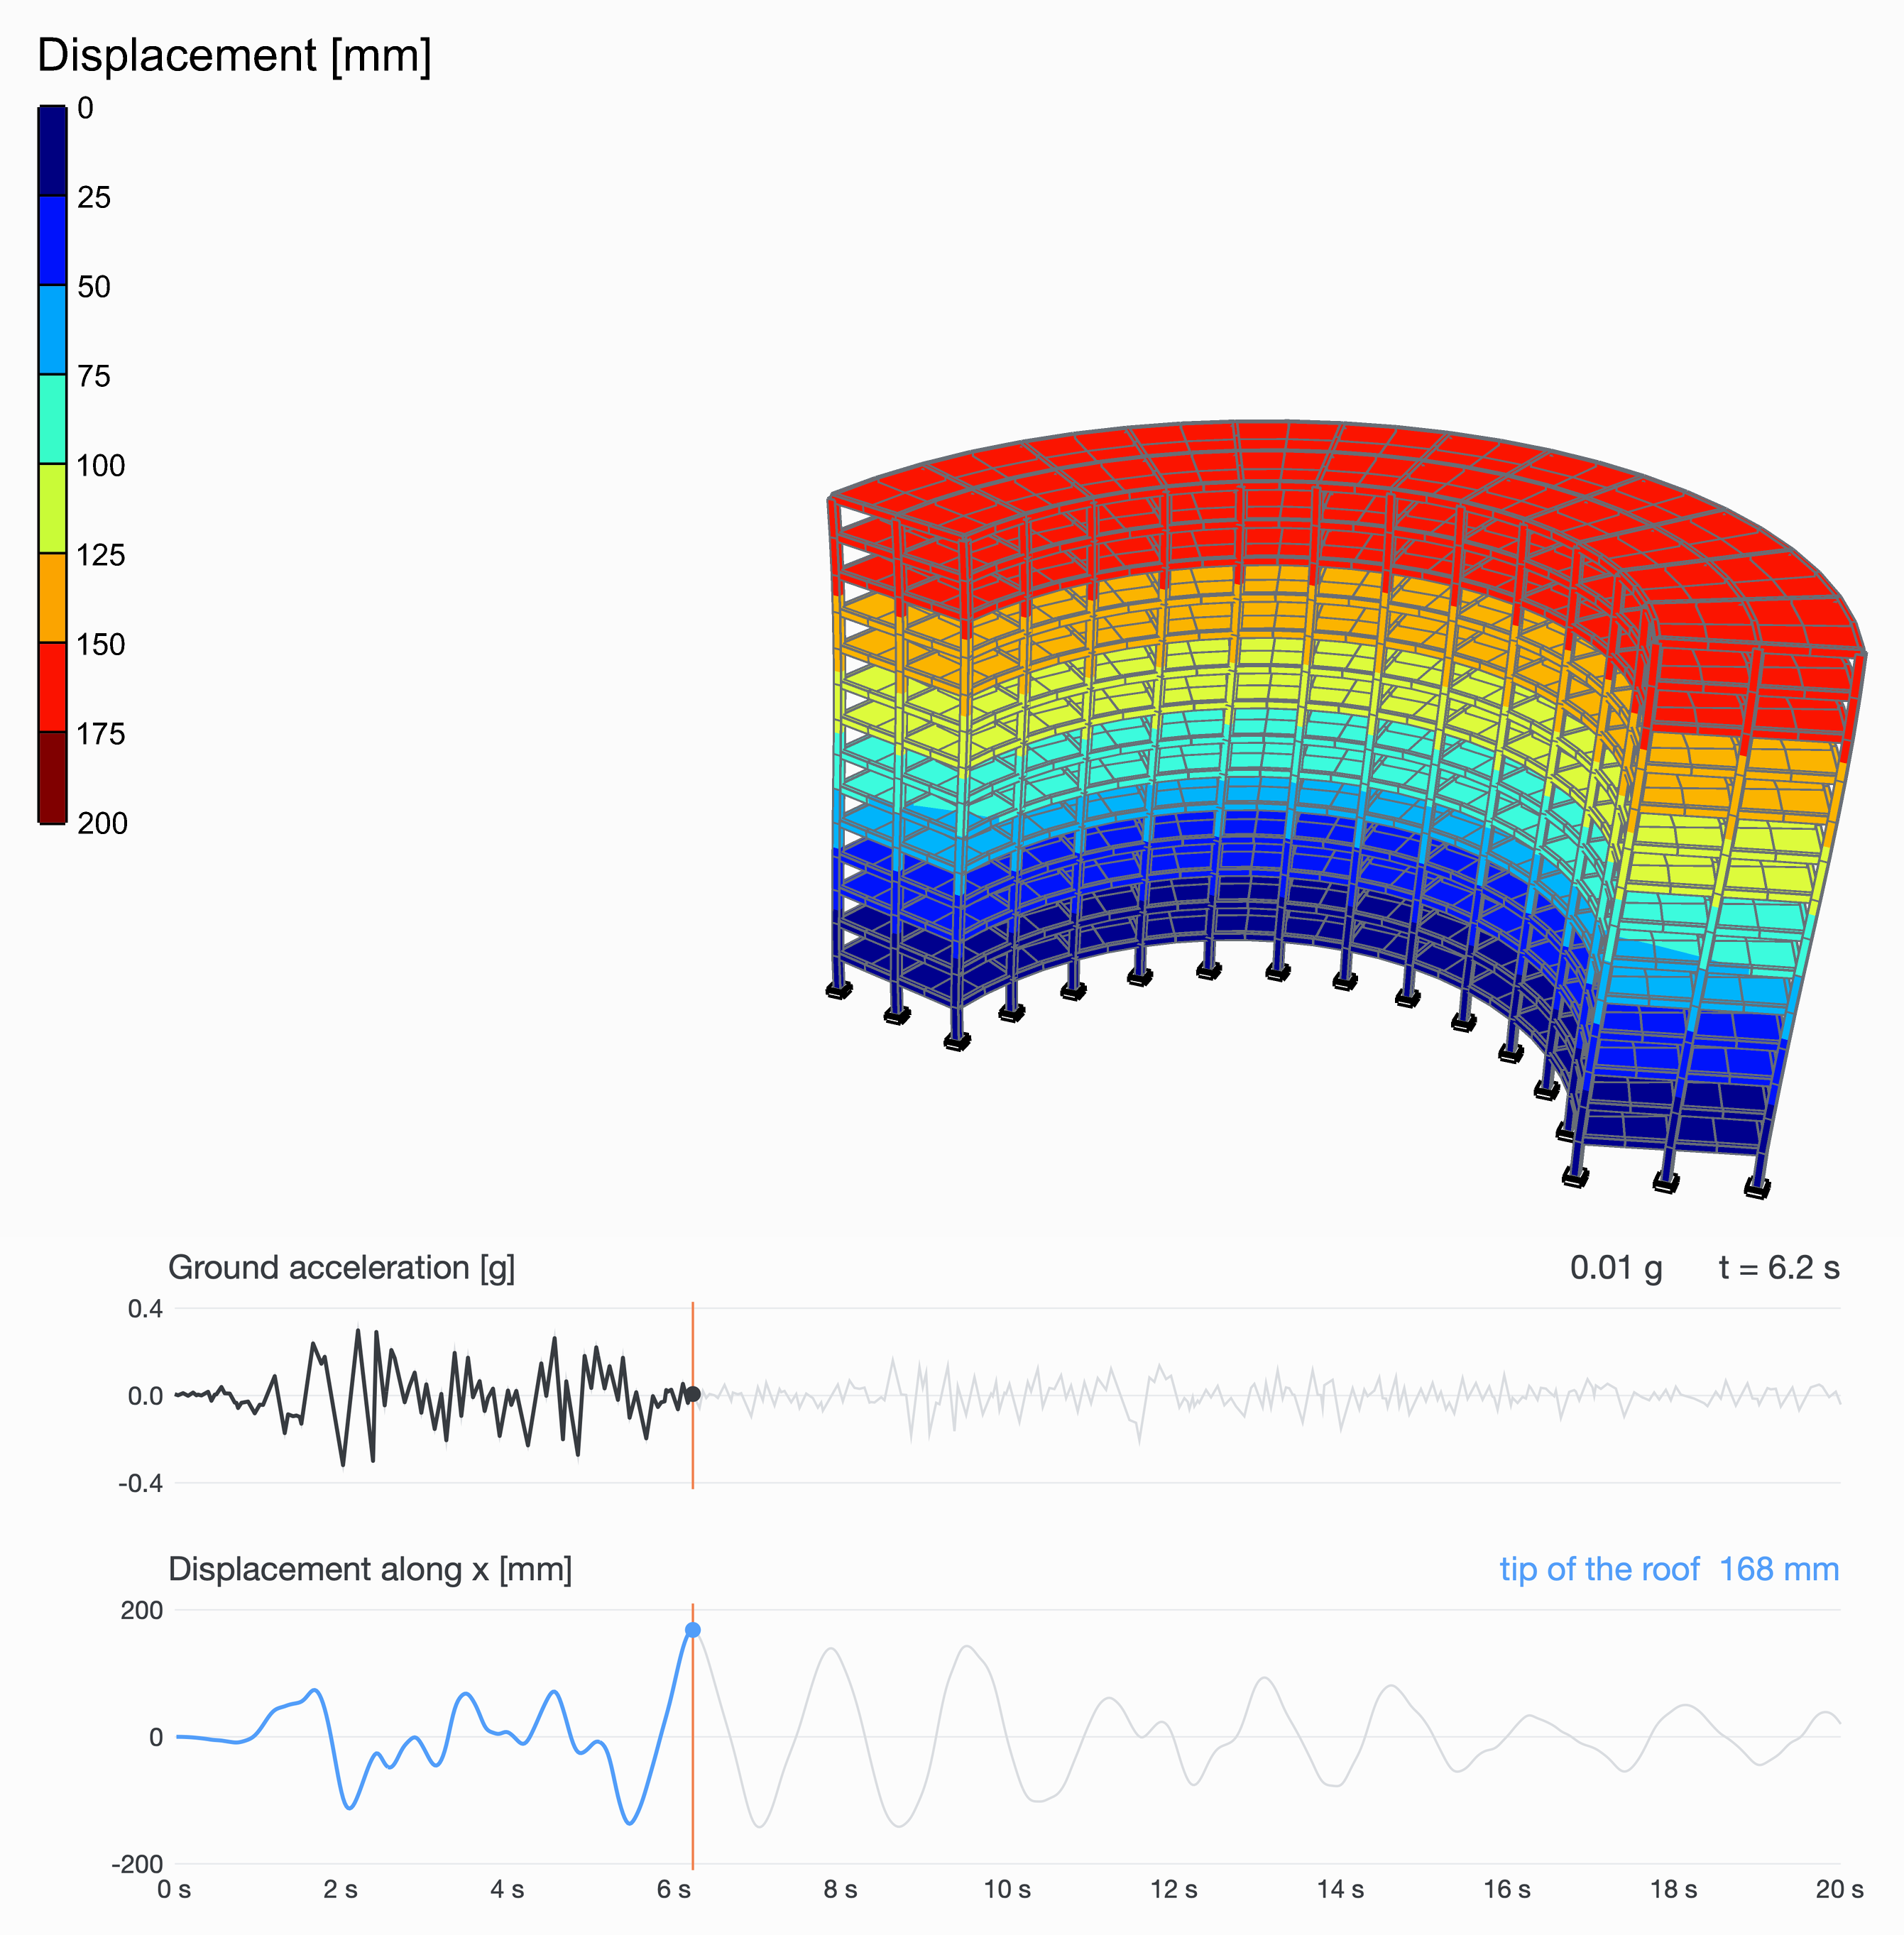 Displacement [mm]
0
25
50
75
100
125
150
175
200
Ground acceleration [g]
0.01 g t = 6.2 s
0.4
0.0
-0.4
Displacement along x [mm]
tip of the roof 168 mm
200
0
-200
0 s 2 s 4 s 6 s 8 s 10 s 12 s 14 s 16 s 18 s 20 s